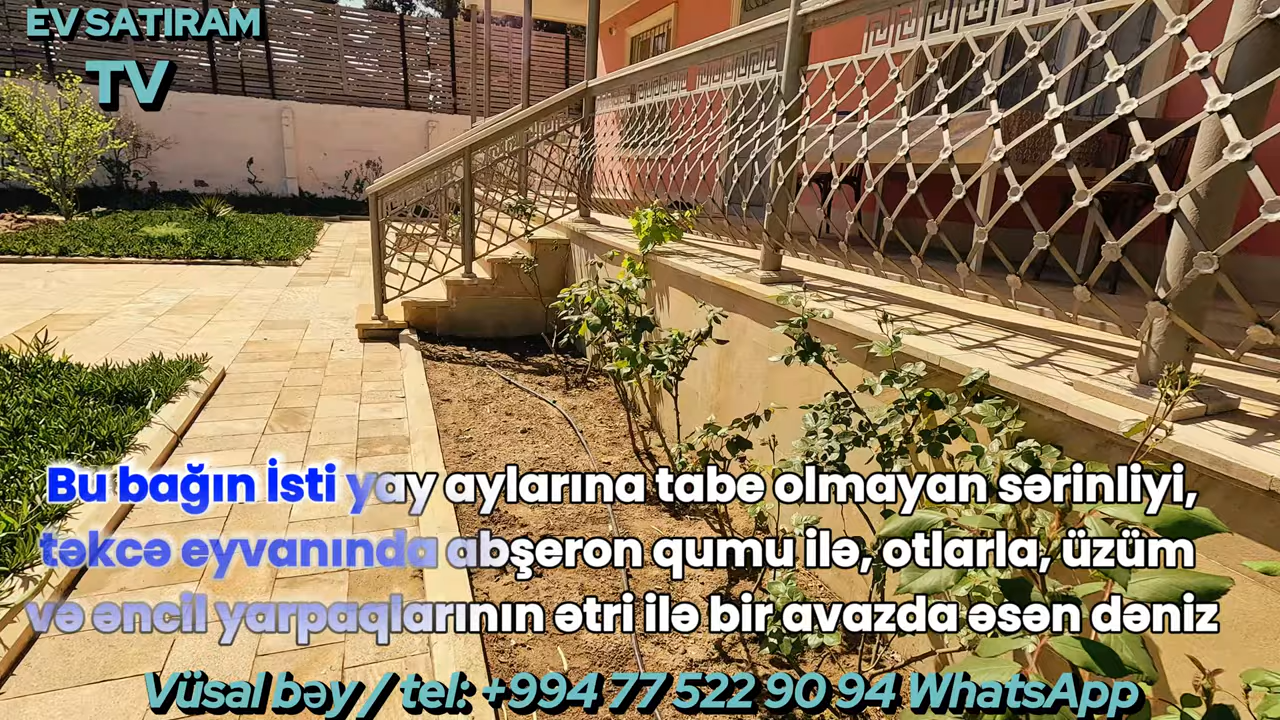 EV SATIRAM
TV
Bu bağın İsti yay aylarına tabe olmayan sərinliyi,
təkcə eyvanında abşeron qumu ilə, otlarla, üzüm
və əncil yarpaqlarının ətri ilə bir avazda əsən dəniz
Vüsal bəy / tel: +994 77 522 90 94 WhatsApp